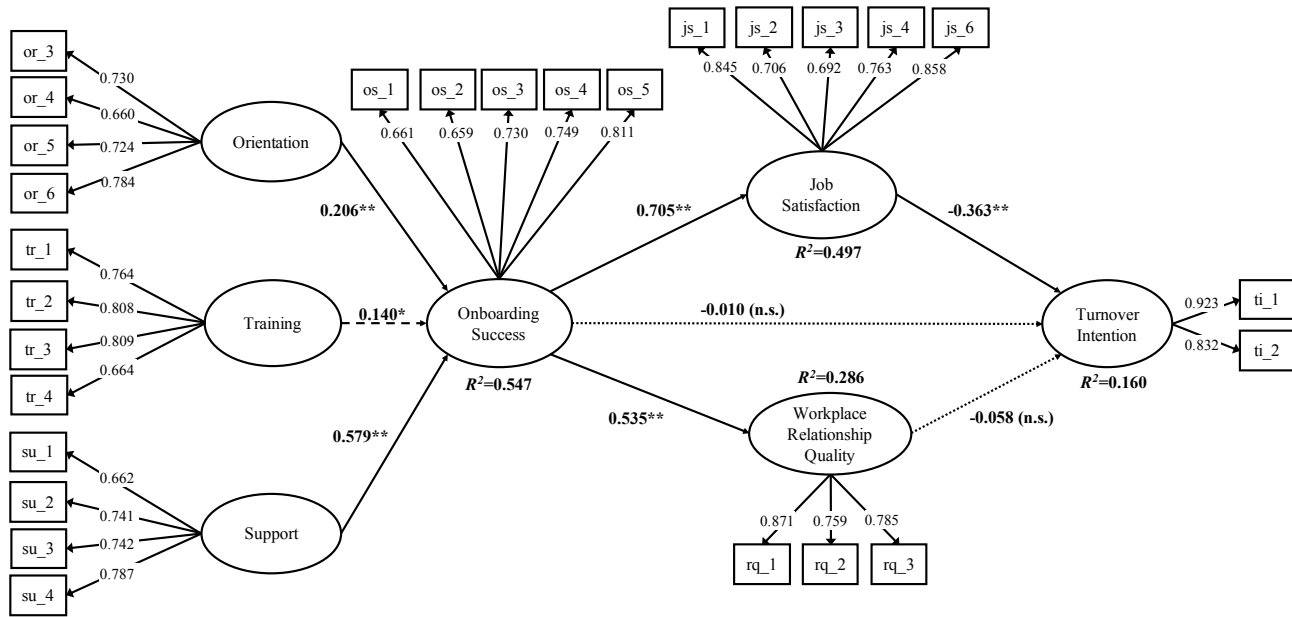 or_3
or_4
or_5
or_6
0.730
0.660
0.724
0.784
Orientation
tr_1
tr_2
tr_3
tr_4
0.764
0.808
0.809
0.664
Training
su_1
su_2
su_3
su_4
0.662
0.741
0.742
0.787
Support
0.206**
0.140*
0.579**
os_1
os_2
os_3
os_4
os_5
0.661
0.659
0.730
0.749
0.811
Onboarding
Success
R²=0.547
0.705**
-0.010 (n.s.)
0.535**
js_1
js_2
js_3
js_4
js_6
0.845
0.706
0.692
0.763
0.858
Job
Satisfaction
R²=0.497
R²=0.286
Workplace
Relationship
Quality
0.871
0.759
0.785
rq_1
rq_2
rq_3
-0.363**
-0.058 (n.s.)
Turnover
Intention
R²=0.160
0.923
0.832
ti_1
ti_2